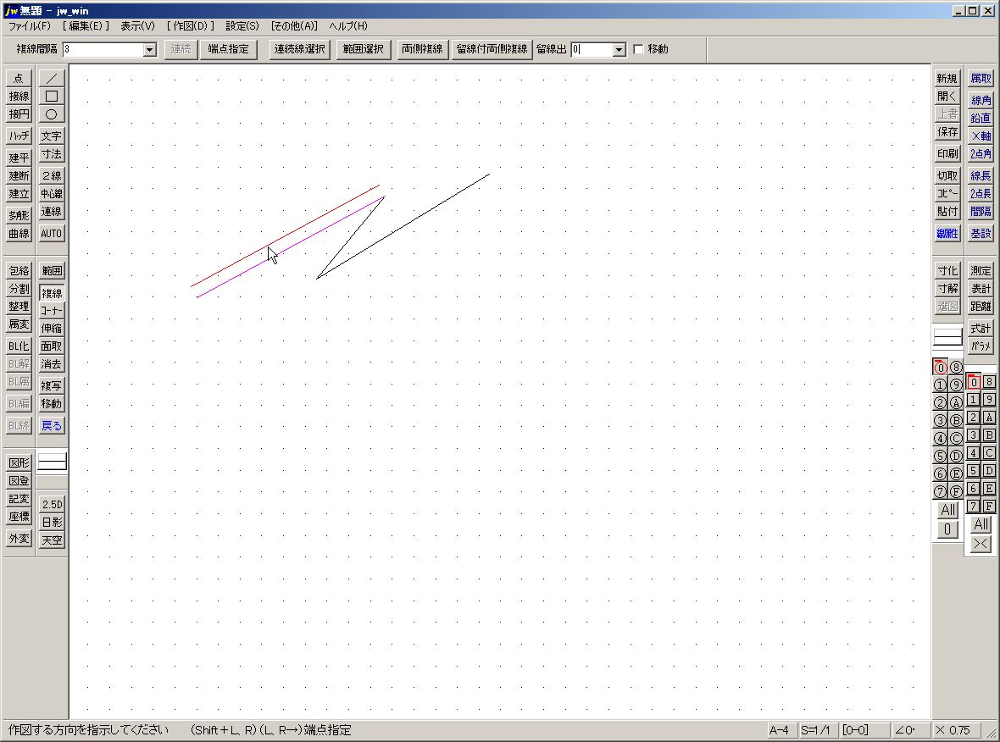 jw 無題 - jw_win
ファイル(F) [編集(E)] 表示(V) [作図(D)] 設定(S) [その他(A)] ヘルプ(H)
複線間隔 3 連続 端点指定 連続線選択 範囲選択 両側複線 留線付両側複線 留線出 0 移動
点 ／ 新規 属取
接線 □ 開く 線角
接円 ○ 上書 鉛直
保存 X軸
ハッチ 文字
建平 寸法 印刷 2点角
建断 2線 切取 線長
建立 中心線 コピー 2点長
多角形 連線 貼付 間隔
曲線 AUTO 線属性 基設
包絡 範囲 寸化 測定
分割 複線 寸解 表計
整理 コーナー 選図 距離
属変 伸縮 式計
BL化 面取 パラメ
BL解 消去
BL属 複写
BL編 移動
BL終 戻る
0 8 0 8
1 9 1 9
2 A 2 A
3 B 3 B
4 C 4 C
5 D 5 D
6 E 6 E
7 F 7 F
All All
0 ><
図形
図登
記変 2.5D
座標 日影
外変 天空
作図する方向を指示してください (Shift+L、R)(L、R→)端点指定 A-4 S=1/1 [0-0] ∠0° × 0.75